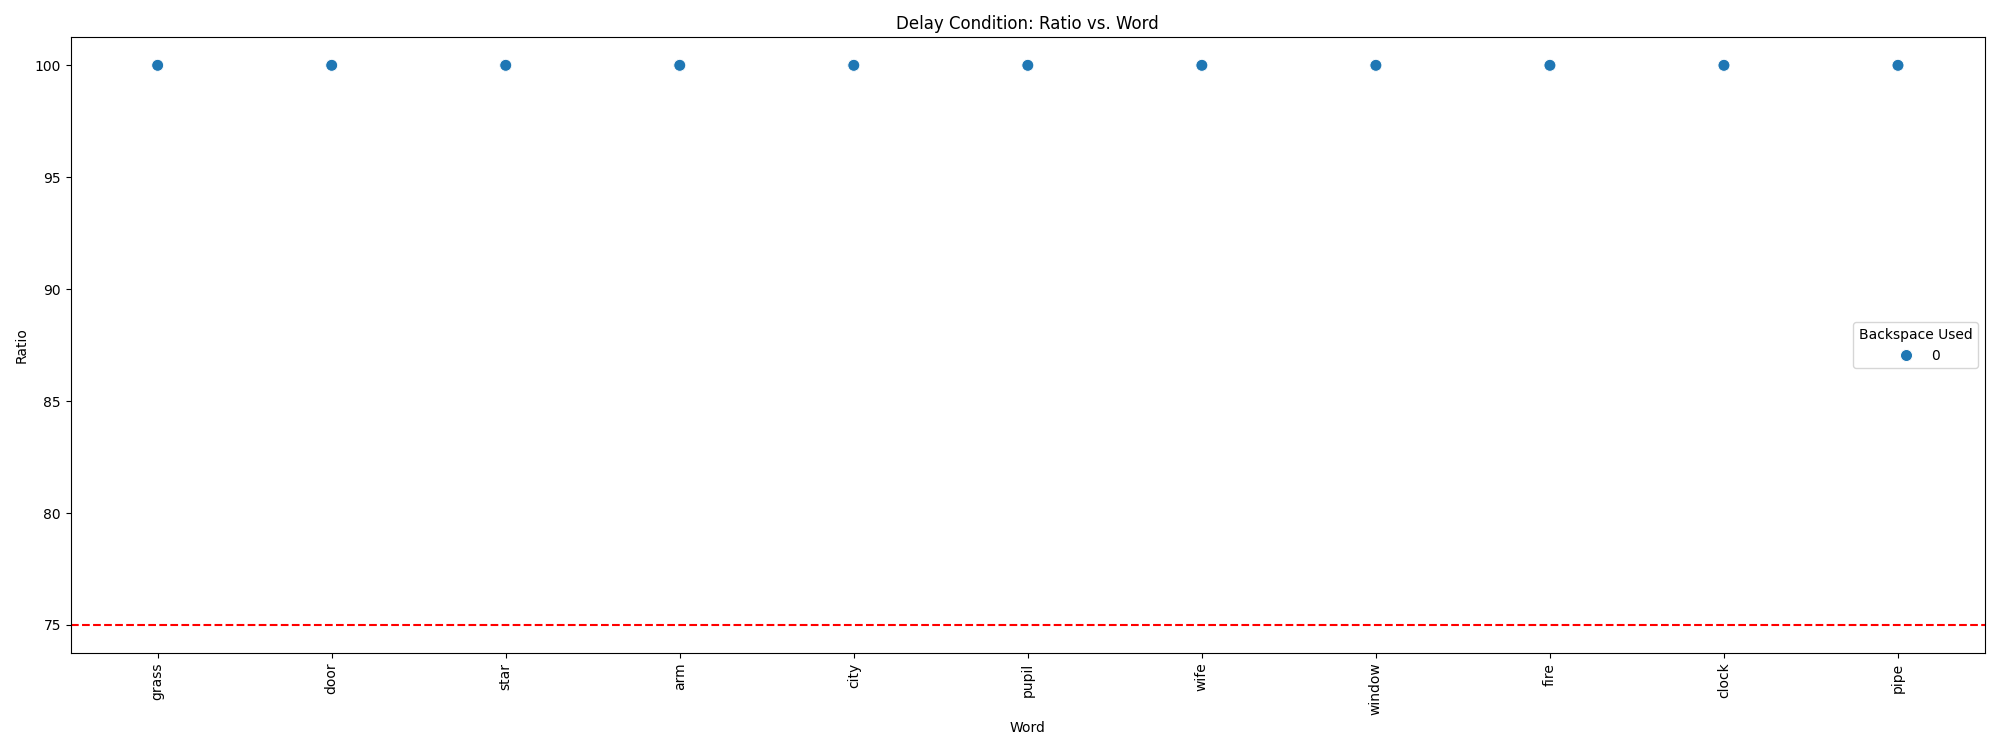 Delay Condition: Ratio vs. Word
100
95
90
85
80
75
Ratio
Backspace Used
0
grass
door
star
arm
city
pupil
wife
window
fire
clock
pipe
Word